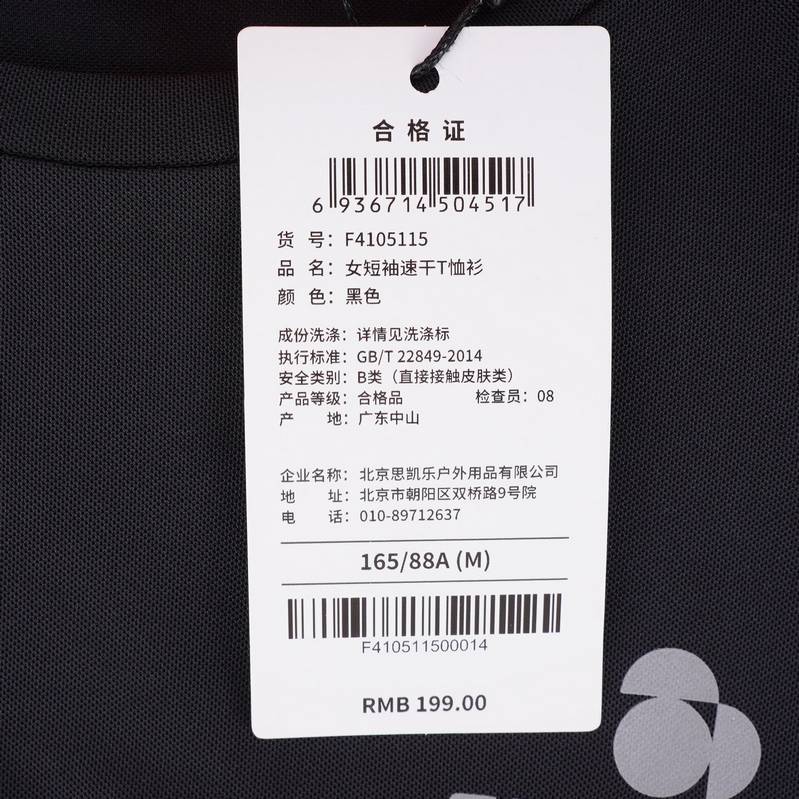 合格证
6 936714 504517
货 号：F4105115
品 名：女短袖速干T恤衫
颜 色：黑色
成份洗涤：详情见洗涤标
执行标准：GB/T 22849-2014
安全类别：B类（直接接触皮肤类）
产品等级：合格品 检查员：08
产 地：广东中山
企业名称：北京思凯乐户外用品有限公司
地 址：北京市朝阳区双桥路9号院
电 话：010-89712637
165/88A (M)
F410511500014
RMB 199.00